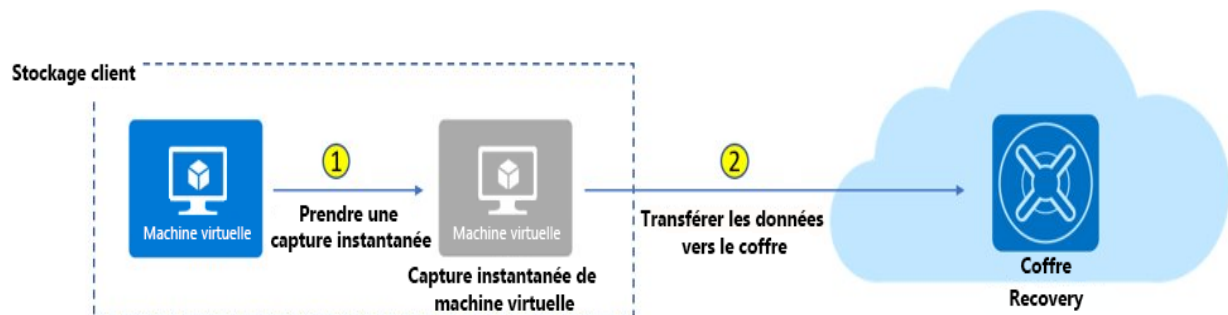 Stockage client
Machine virtuelle
1
Prendre une
capture instantanée
Machine virtuelle
Capture instantanée de
machine virtuelle
2
Transférer les données
vers le coffre
Coffre
Recovery